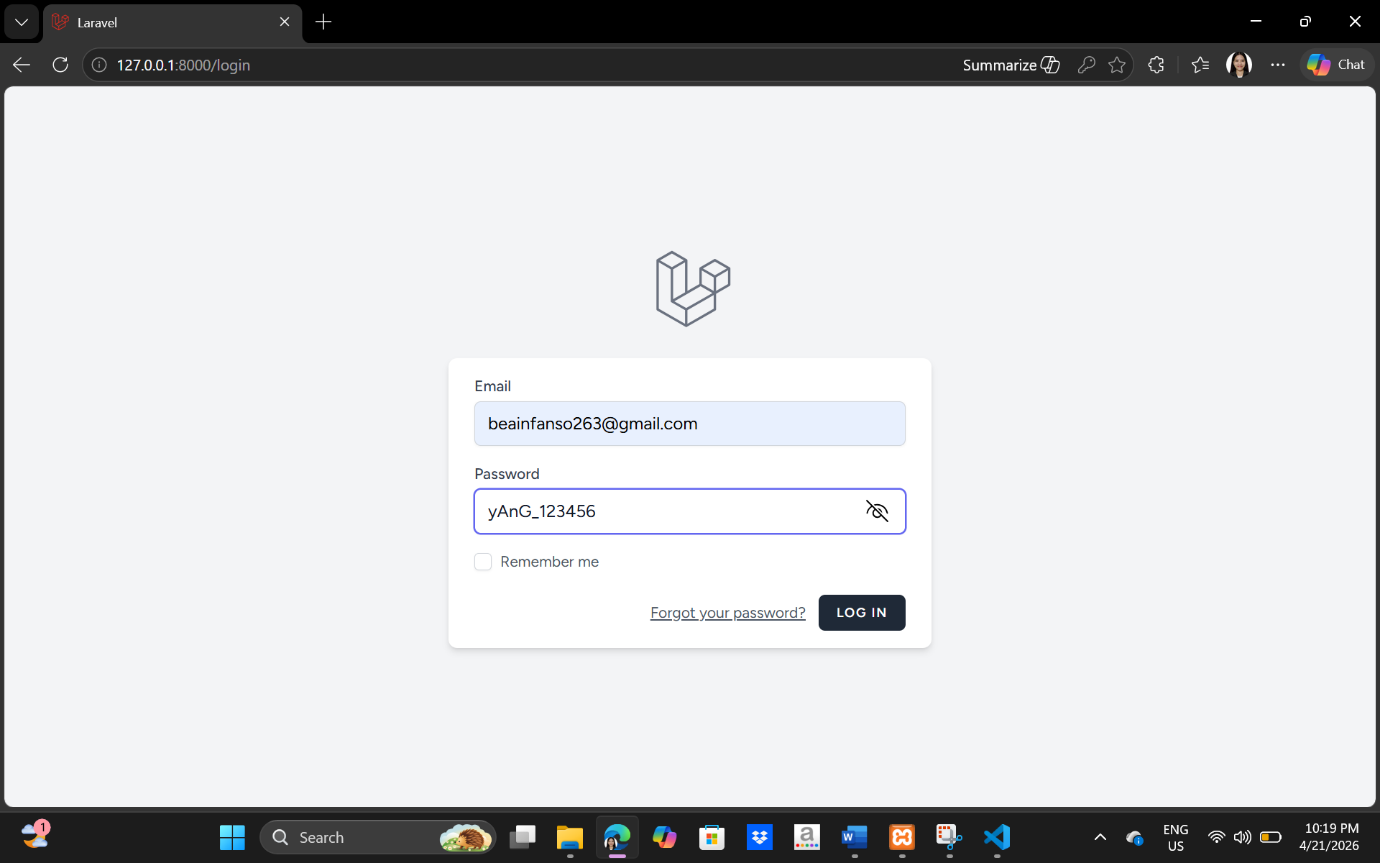 Laravel
127.0.0.1:8000/login
Summarize
Chat
Email
beainfanso263@gmail.com
Password
yAnG_123456
Remember me
Forgot your password?
LOG IN
1
Search
a
W
ENG
US
10:19 PM
4/21/2026